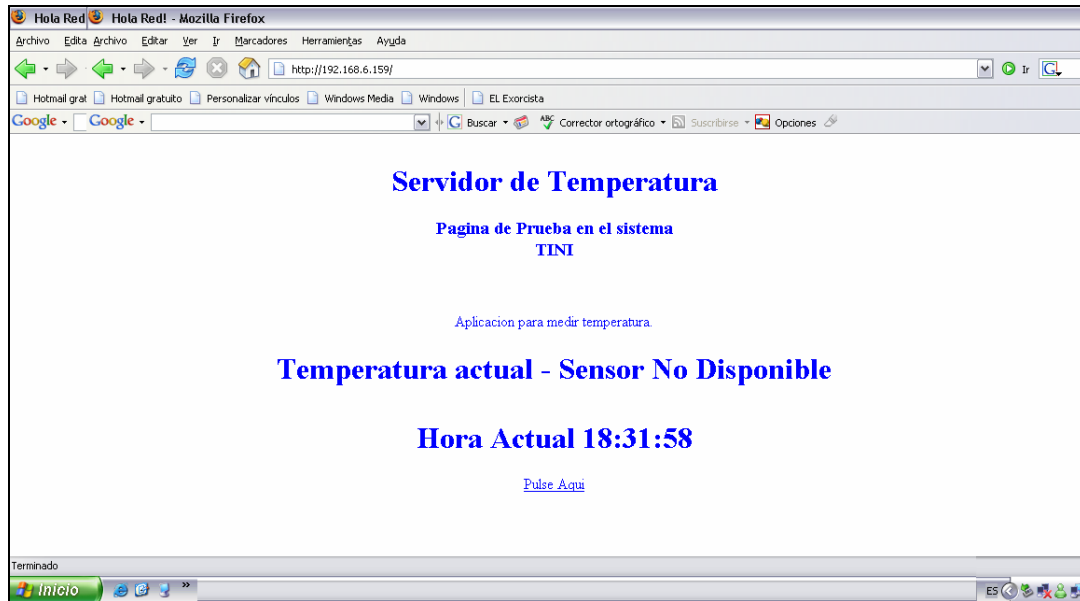 Hola Red Hola Red! - Mozilla Firefox
Archivo Edita Archivo Editar Ver Ir Marcadores Herramientas Ayuda
http://192.168.6.159/ Ir G
Hotmail grat Hotmail gratuito Personalizar vínculos Windows Media Windows EL Exorcista
Google Google G Buscar ABC Corrector ortográfico Suscribirse Opciones
Servidor de Temperatura
Pagina de Prueba en el sistema
TINI
Aplicacion para medir temperatura.
Temperatura actual - Sensor No Disponible
Hora Actual 18:31:58
Pulse Aqui
Terminado
Inicio » ES